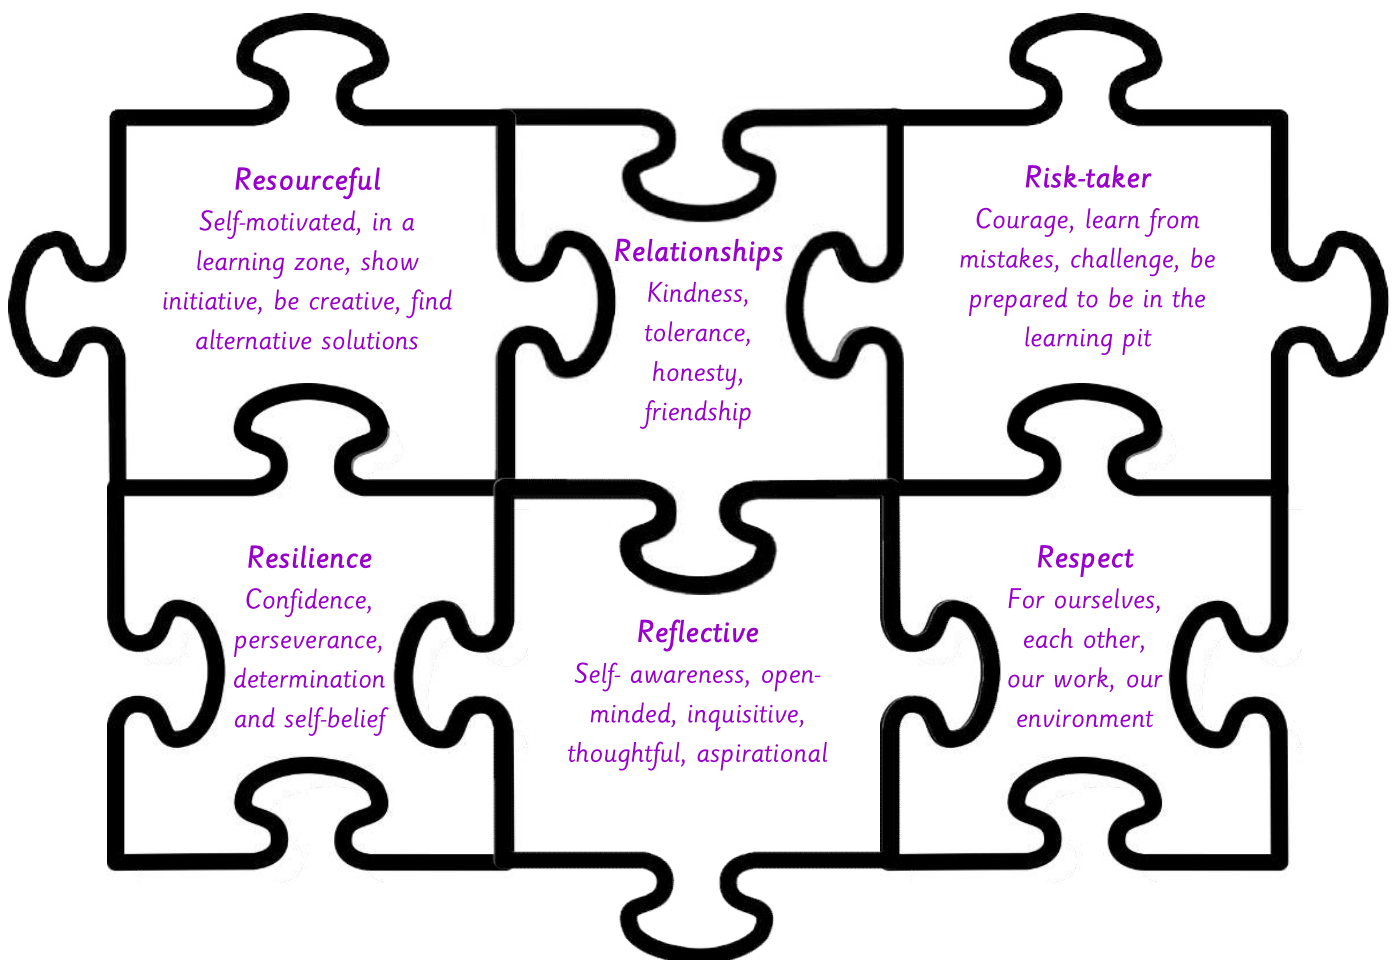 Resourceful
Self-motivated, in a
learning zone, show
initiative, be creative, find
alternative solutions
Relationships
Kindness,
tolerance,
honesty,
friendship
Risk-taker
Courage, learn from
mistakes, challenge, be
prepared to be in the
learning pit
Resilience
Confidence,
perseverance,
determination
and self-belief
Reflective
Self- awareness, open-
minded, inquisitive,
thoughtful, aspirational
Respect
For ourselves,
each other,
our work, our
environment